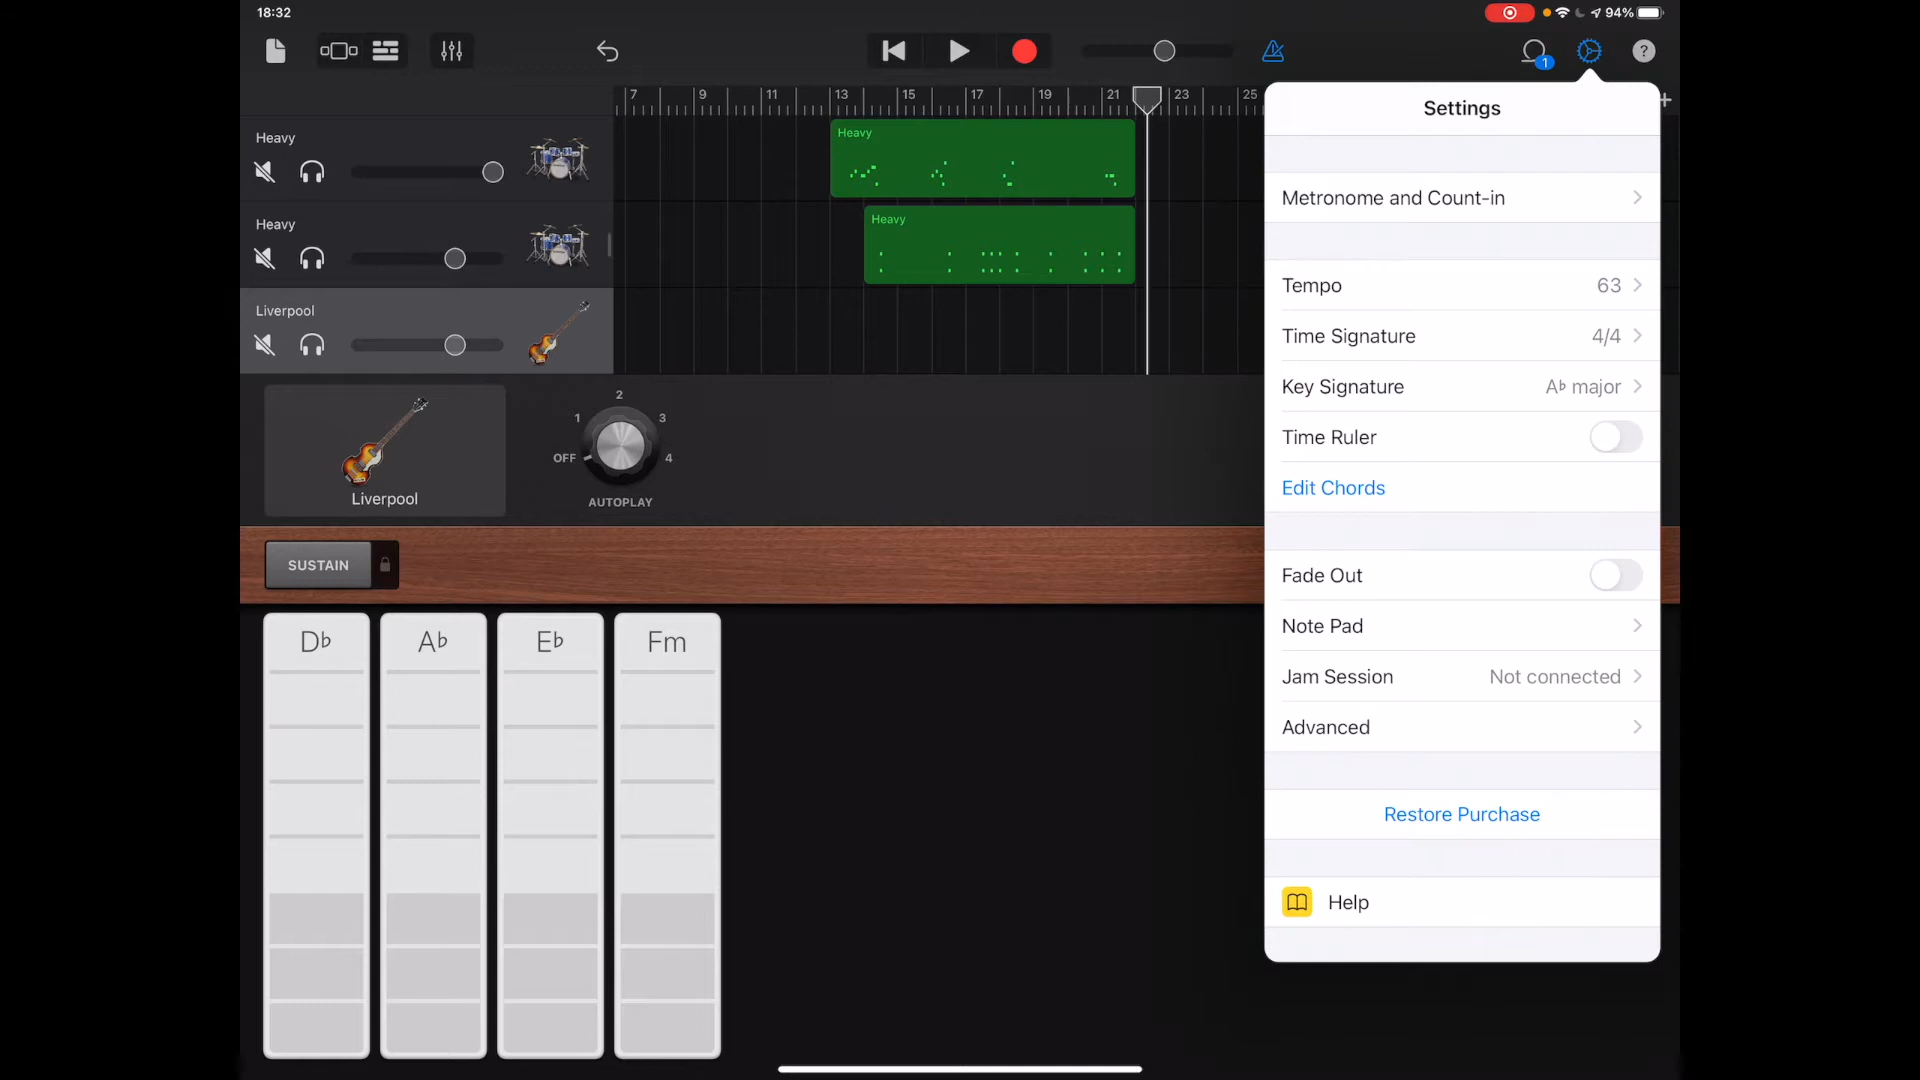 18:32
94%
1
?
7 9 11 13 15 17 19 21 23 25
Settings
Heavy
Heavy
Metronome and Count-in
Heavy
Heavy
Tempo 63
Liverpool
Time Signature 4/4
Key Signature A♭ major
Time Ruler
Edit Chords
OFF 1 2 3 4
Liverpool
AUTOPLAY
SUSTAIN
Fade Out
Note Pad
D♭ A♭ E♭ Fm
Jam Session Not connected
Advanced
Restore Purchase
Help